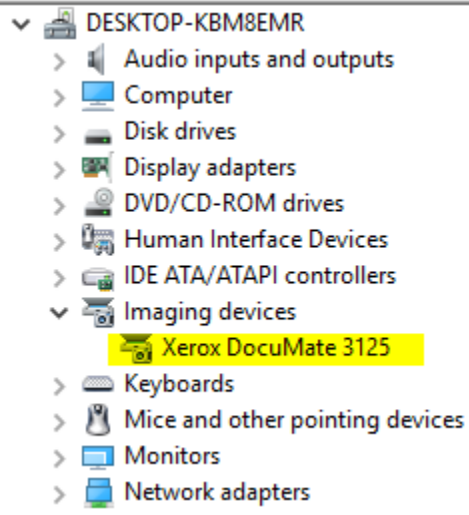 DESKTOP-KBM8EMR
Audio inputs and outputs
Computer
Disk drives
Display adapters
DVD/CD-ROM drives
Human Interface Devices
IDE ATA/ATAPI controllers
Imaging devices
Xerox DocuMate 3125
Keyboards
Mice and other pointing devices
Monitors
Network adapters